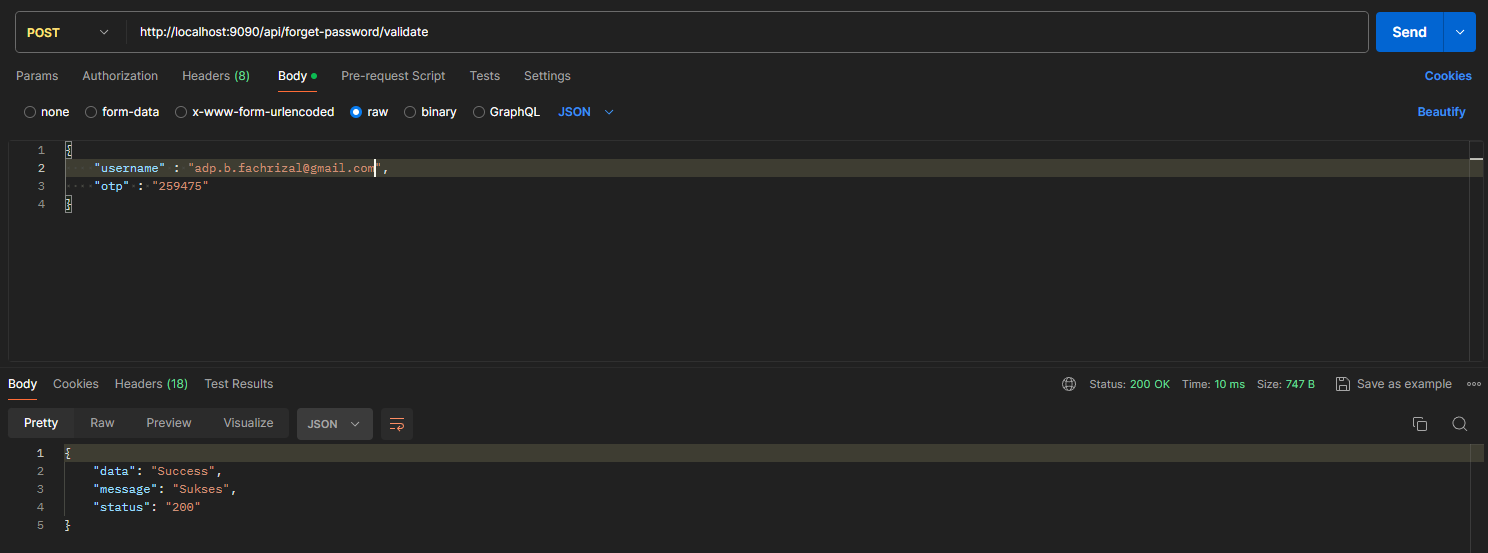 POST http://localhost:9090/api/forget-password/validate Send
Params Authorization Headers (8) Body Pre-request Script Tests Settings Cookies
none form-data x-www-form-urlencoded raw binary GraphQL JSON Beautify
1 {
2 "username" : "adp.b.fachrizal@gmail.com",
3 "otp" : "259475"
4 }
Body Cookies Headers (18) Test Results Status: 200 OK Time: 10 ms Size: 747 B Save as example
Pretty Raw Preview Visualize JSON
1 {
2 "data": "Success",
3 "message": "Sukses",
4 "status": "200"
5 }